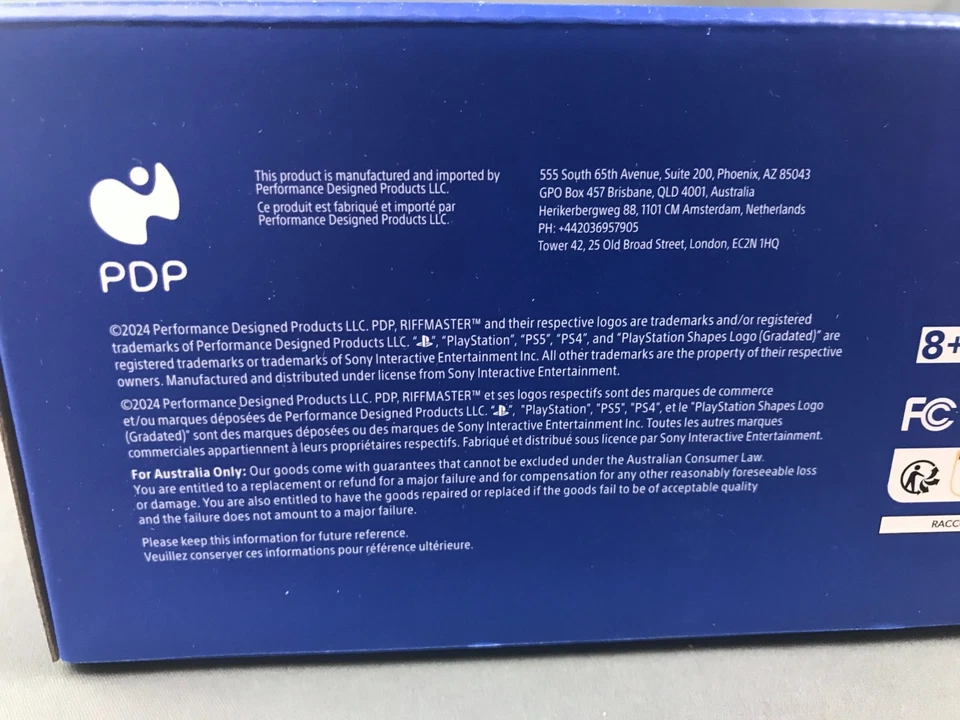 PDP
This product is manufactured and imported by
Performance Designed Products LLC.
Ce produit est fabriqué et importé par
Performance Designed Products LLC.
555 South 65th Avenue, Suite 200, Phoenix, AZ 85043
GPO Box 457 Brisbane, QLD 4001, Australia
Herikerbergweg 88, 1101 CM Amsterdam, Netherlands
PH: +442036957905
Tower 42, 25 Old Broad Street, London, EC2N 1HQ
©2024 Performance Designed Products LLC. PDP, RIFFMASTER™ and their respective logos are trademarks and/or registered
trademarks of Performance Designed Products LLC. “PS”, “PlayStation”, “PS5”, “PS4”, and “PlayStation Shapes Logo (Gradated)” are
registered trademarks or trademarks of Sony Interactive Entertainment Inc. All other trademarks are the property of their respective
owners. Manufactured and distributed under license from Sony Interactive Entertainment.
©2024 Performance Designed Products LLC. PDP, RIFFMASTER™ et ses logos respectifs sont des marques de commerce
et/ou marques déposées de Performance Designed Products LLC. “PS”, “PlayStation”, “PS5”, “PS4”, et le “PlayStation Shapes Logo
(Gradated)” sont des marques déposées ou des marques de Sony Interactive Entertainment Inc. Toutes les autres marques
commerciales appartiennent à leurs propriétaires respectifs. Fabriqué et distribué sous licence par Sony Interactive Entertainment.
For Australia Only: Our goods come with guarantees that cannot be excluded under the Australian Consumer Law.
You are entitled to a replacement or refund for a major failure and for compensation for any other reasonably foreseeable loss
or damage. You are also entitled to have the goods repaired or replaced if the goods fail to be of acceptable quality
and the failure does not amount to a major failure.
Please keep this information for future reference.
Veuillez conserver ces informations pour référence ultérieure.
8+
FC
RACC